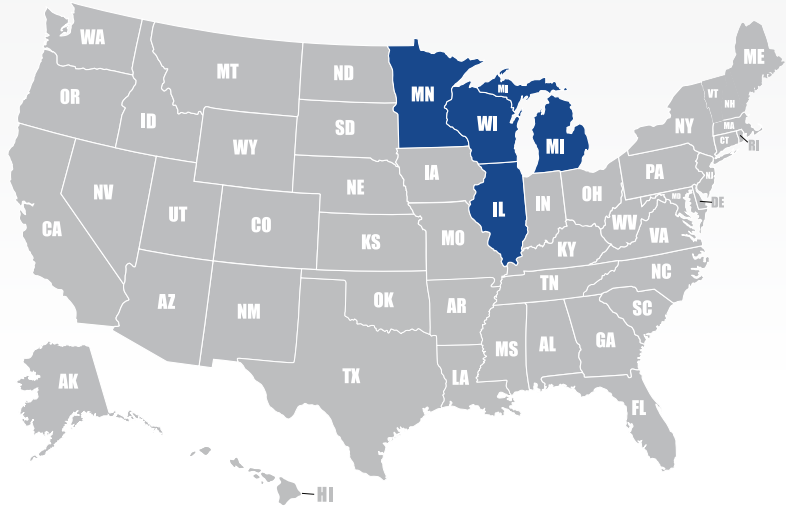 WA
ME
MT
ND
MN
MI
VT
NH
OR
ID
SD
WI
NY
MA
CT
RI
WY
MI
IA
PA
NJ
NE
OH
NV
UT
IL
IN
MD
DE
CO
WV
CA
KS
MO
KY
VA
NC
TN
AZ
NM
OK
AR
SC
MS
AL
GA
TX
LA
AK
FL
HI